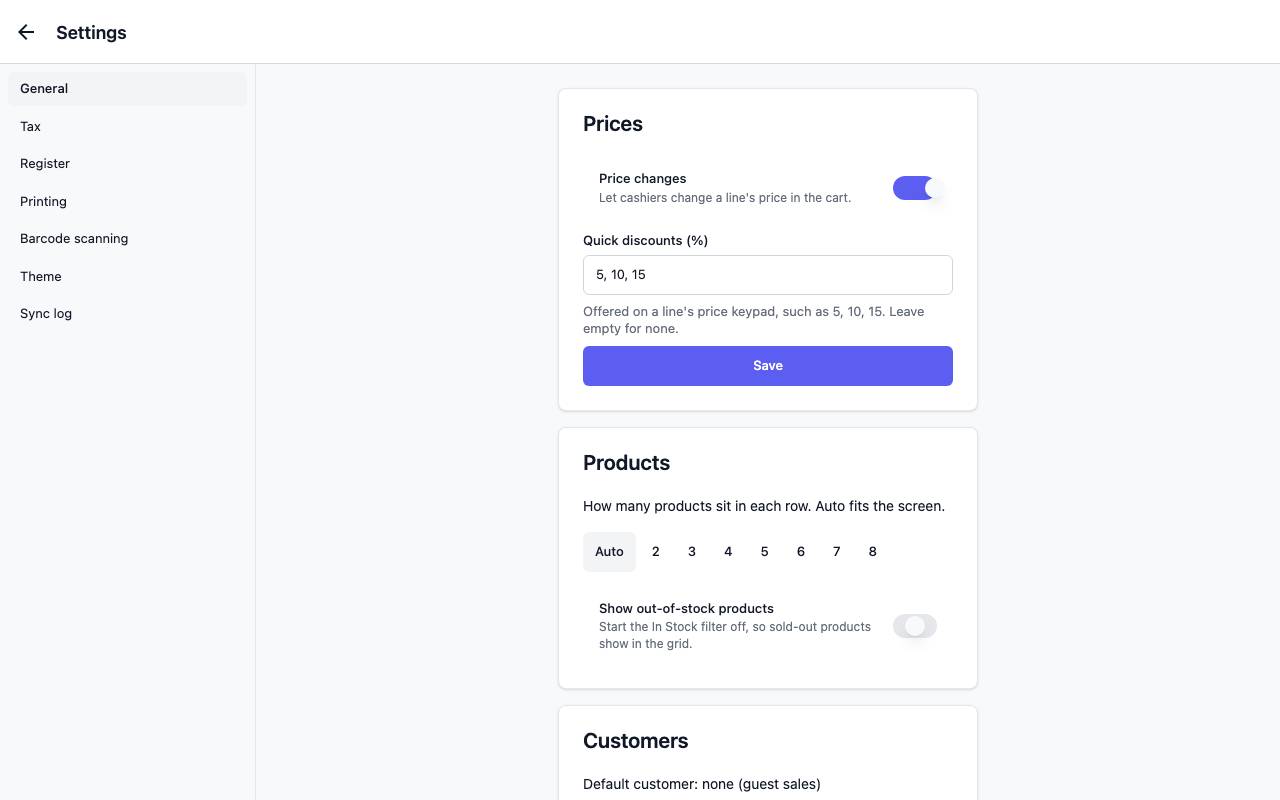 Settings
General
Tax
Register
Printing
Barcode scanning
Theme
Sync log
Prices
Price changes
Let cashiers change a line's price in the cart.
Quick discounts (%)
5, 10, 15
Offered on a line's price keypad, such as 5, 10, 15. Leave
empty for none.
Save
Products
How many products sit in each row. Auto fits the screen.
Auto 2 3 4 5 6 7 8
Show out-of-stock products
Start the In Stock filter off, so sold-out products
show in the grid.
Customers
Default customer: none (guest sales)